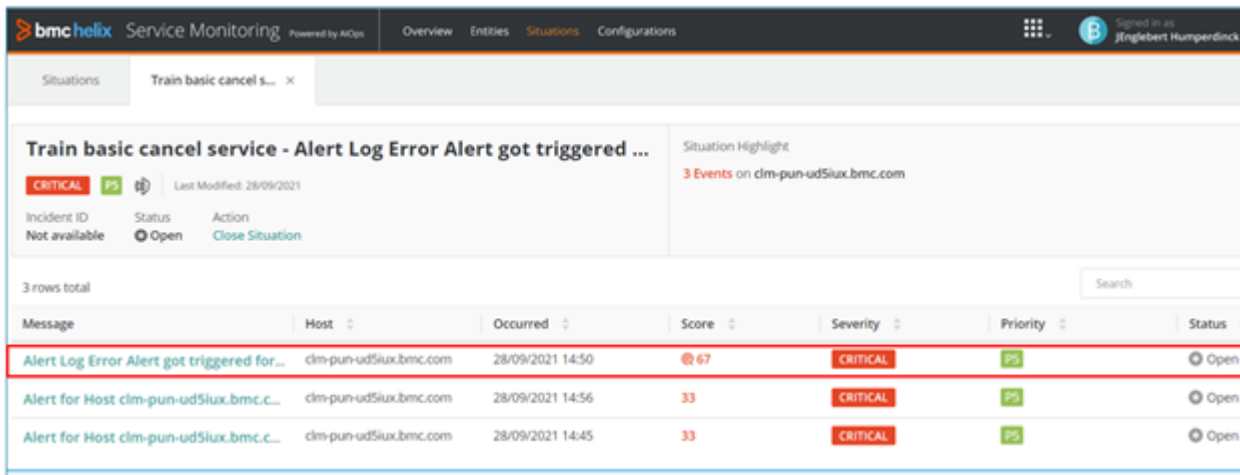 bmc helix Service Monitoring Powered by AIOps Overview Entities Situations Configurations Signed in as
JEnglebert Humperdinck
Situations Train basic cancel s... ×
Train basic cancel service - Alert Log Error Alert got triggered ... Situation Highlight
CRITICAL P5 Last Modified: 28/09/2021 3 Events on clm-pun-ud5iux.bmc.com
Incident ID Status Action
Not available Open Close Situation
3 rows total Search
Message Host Occurred Score Severity Priority Status
Alert Log Error Alert got triggered for... clm-pun-ud5iux.bmc.com 28/09/2021 14:50 67 CRITICAL P5 Open
Alert for Host clm-pun-ud5iux.bmc.c... clm-pun-ud5iux.bmc.com 28/09/2021 14:56 33 CRITICAL P5 Open
Alert for Host clm-pun-ud5iux.bmc.c... clm-pun-ud5iux.bmc.com 28/09/2021 14:45 33 CRITICAL P5 Open